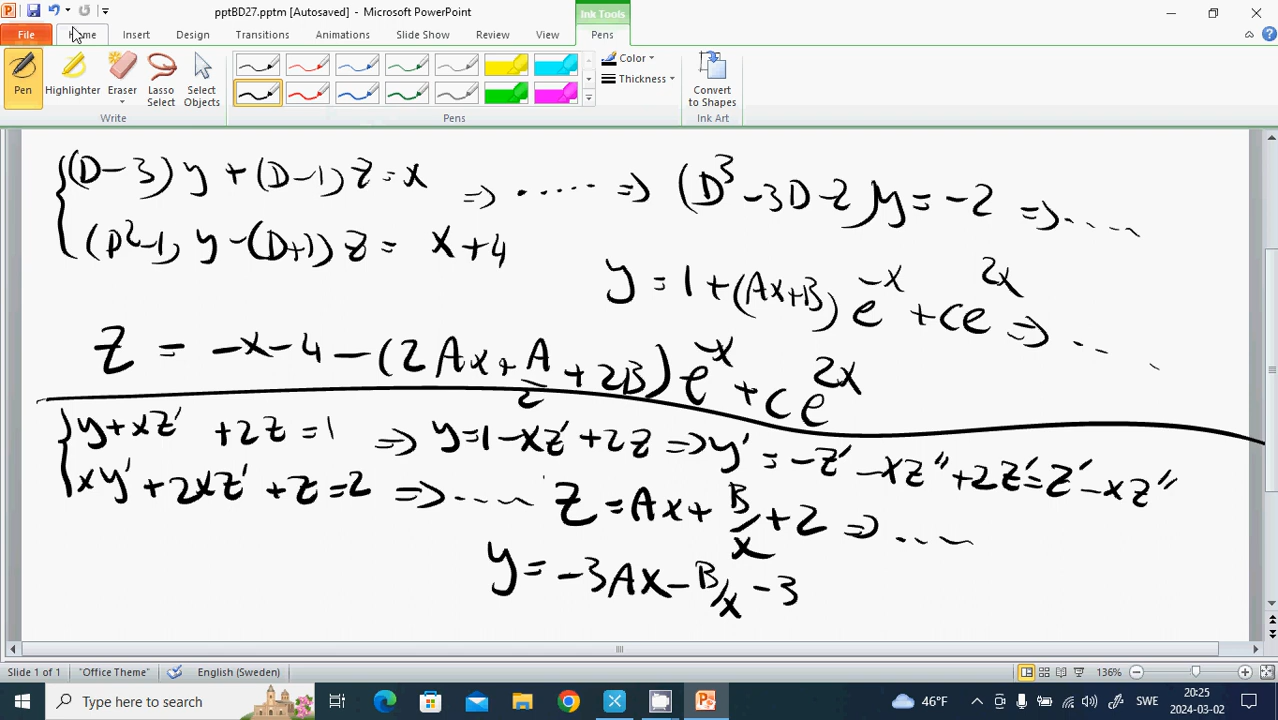 pptBD27.pptm [Autosaved] - Microsoft PowerPoint
Ink Tools
File Home Insert Design Transitions Animations Slide Show Review View Pens
Pen Highlighter Eraser Lasso Select Select Objects
Color Thickness
Convert to Shapes
Write Pens Ink Art
(D-3)y+(D-1)z=x => ..... => (D³-3D-2)y=-2 =>.....
(D²-1)y-(D+1)z= x+4
y=1+(Ax+B)e^-x+ce^2x => ....
z = -x-4-(2Ax+A/2+2B)e^-x+ce^2x
y+xz'+2z=1 => y=1-xz'+2z => y'=-z'-xz''+2z'=z'-xz''
xy'+2xz'+z=2 => ..... z=Ax+B/x+2 => .....
y=-3Ax-B/x-3
Slide 1 of 1 "Office Theme" English (Sweden) 136%
Type here to search 46°F SWE 20:25
2024-03-02